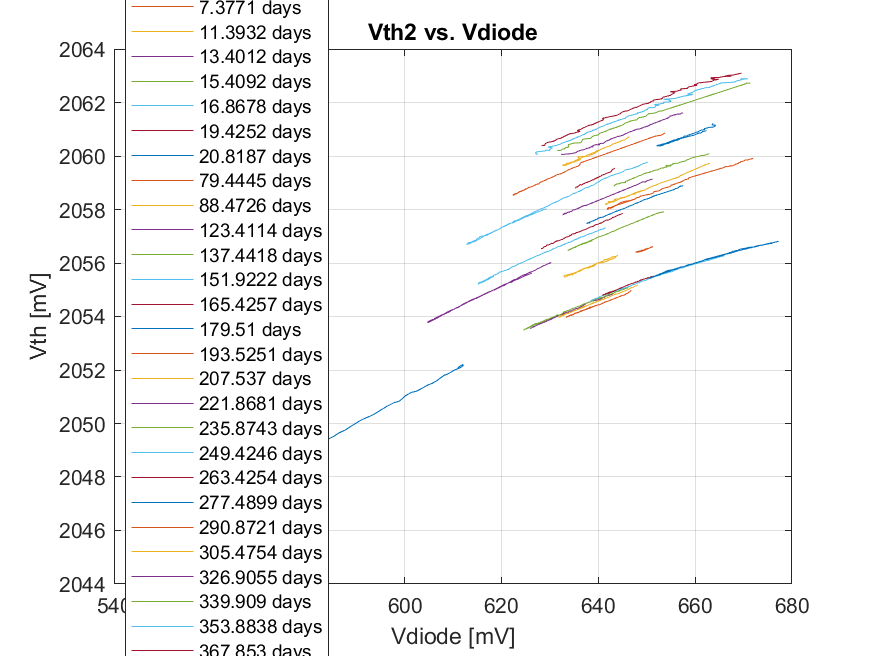 Vth2 vs. Vdiode
7.3771 days
11.3932 days
13.4012 days
15.4092 days
16.8678 days
19.4252 days
20.8187 days
79.4445 days
88.4726 days
123.4114 days
137.4418 days
151.9222 days
165.4257 days
179.51 days
193.5251 days
207.537 days
221.8681 days
235.8743 days
249.4246 days
263.4254 days
277.4899 days
290.8721 days
305.4754 days
326.9055 days
339.909 days
353.8838 days
367.853 days
Vth [mV]
2064
2062
2060
2058
2056
2054
2052
2050
2048
2046
2044
540
600
620
640
660
680
Vdiode [mV]